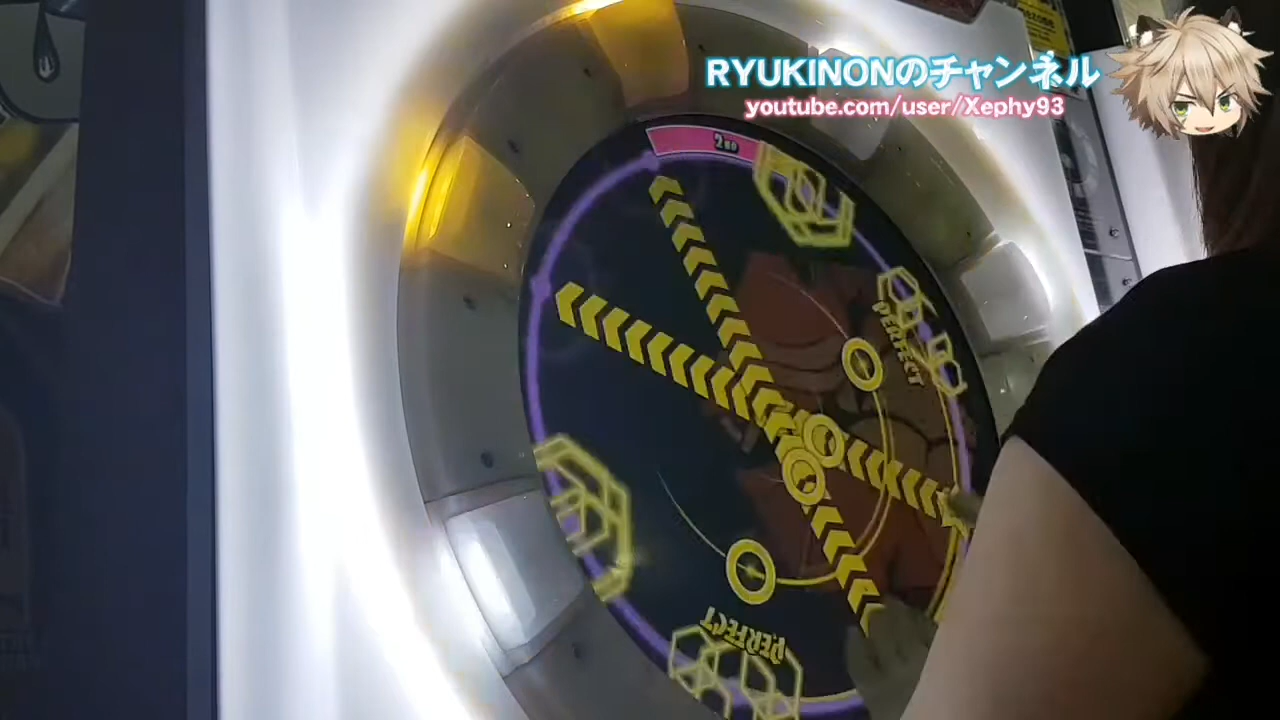 RYUKINONのチャンネル
youtube.com/user/Xephy93
2ND
PERFECT
PERFECT